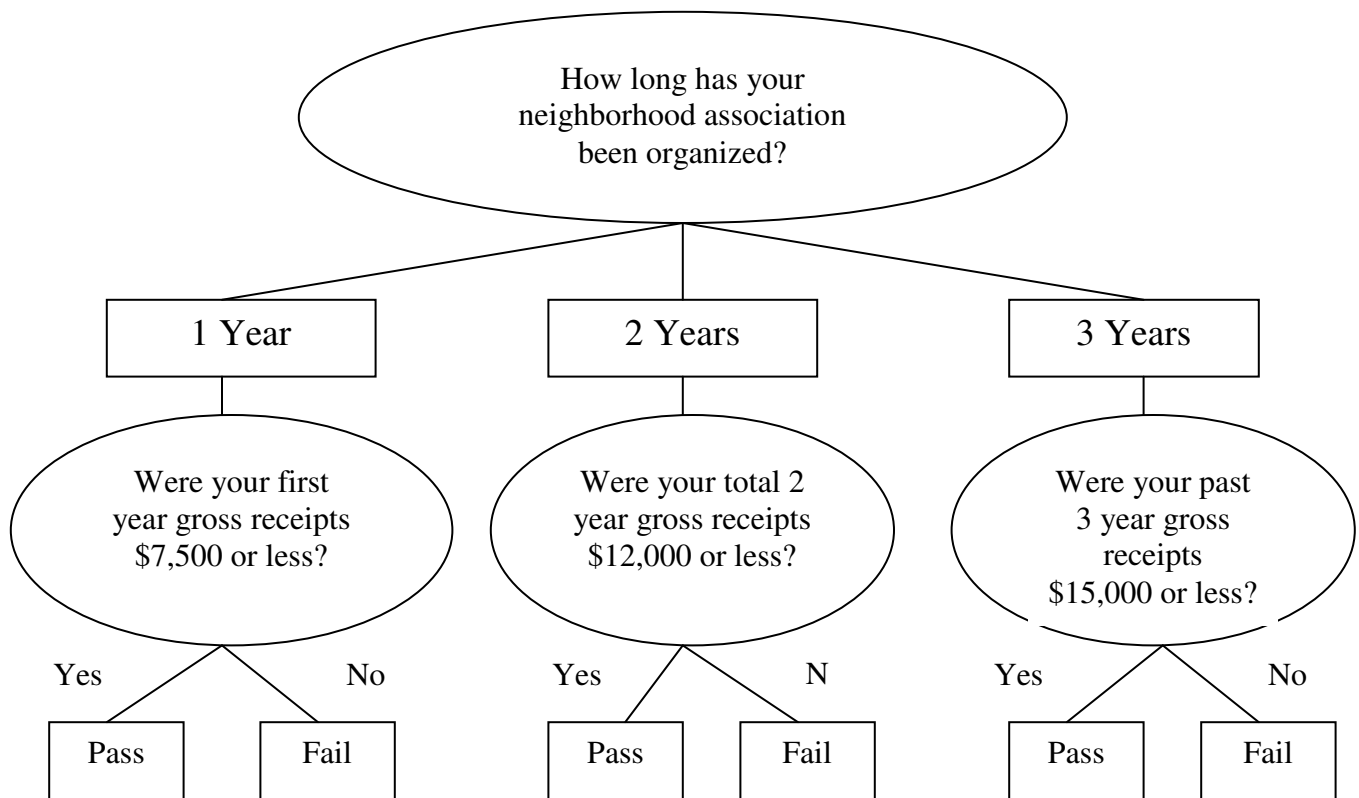 How long has your
neighborhood association
been organized?
1 Year
2 Years
3 Years
Were your first
year gross receipts
$7,500 or less?
Were your total 2
year gross receipts
$12,000 or less?
Were your past
3 year gross
receipts
$15,000 or less?
Yes
No
Yes
N
Yes
No
Pass
Fail
Pass
Fail
Pass
Fail